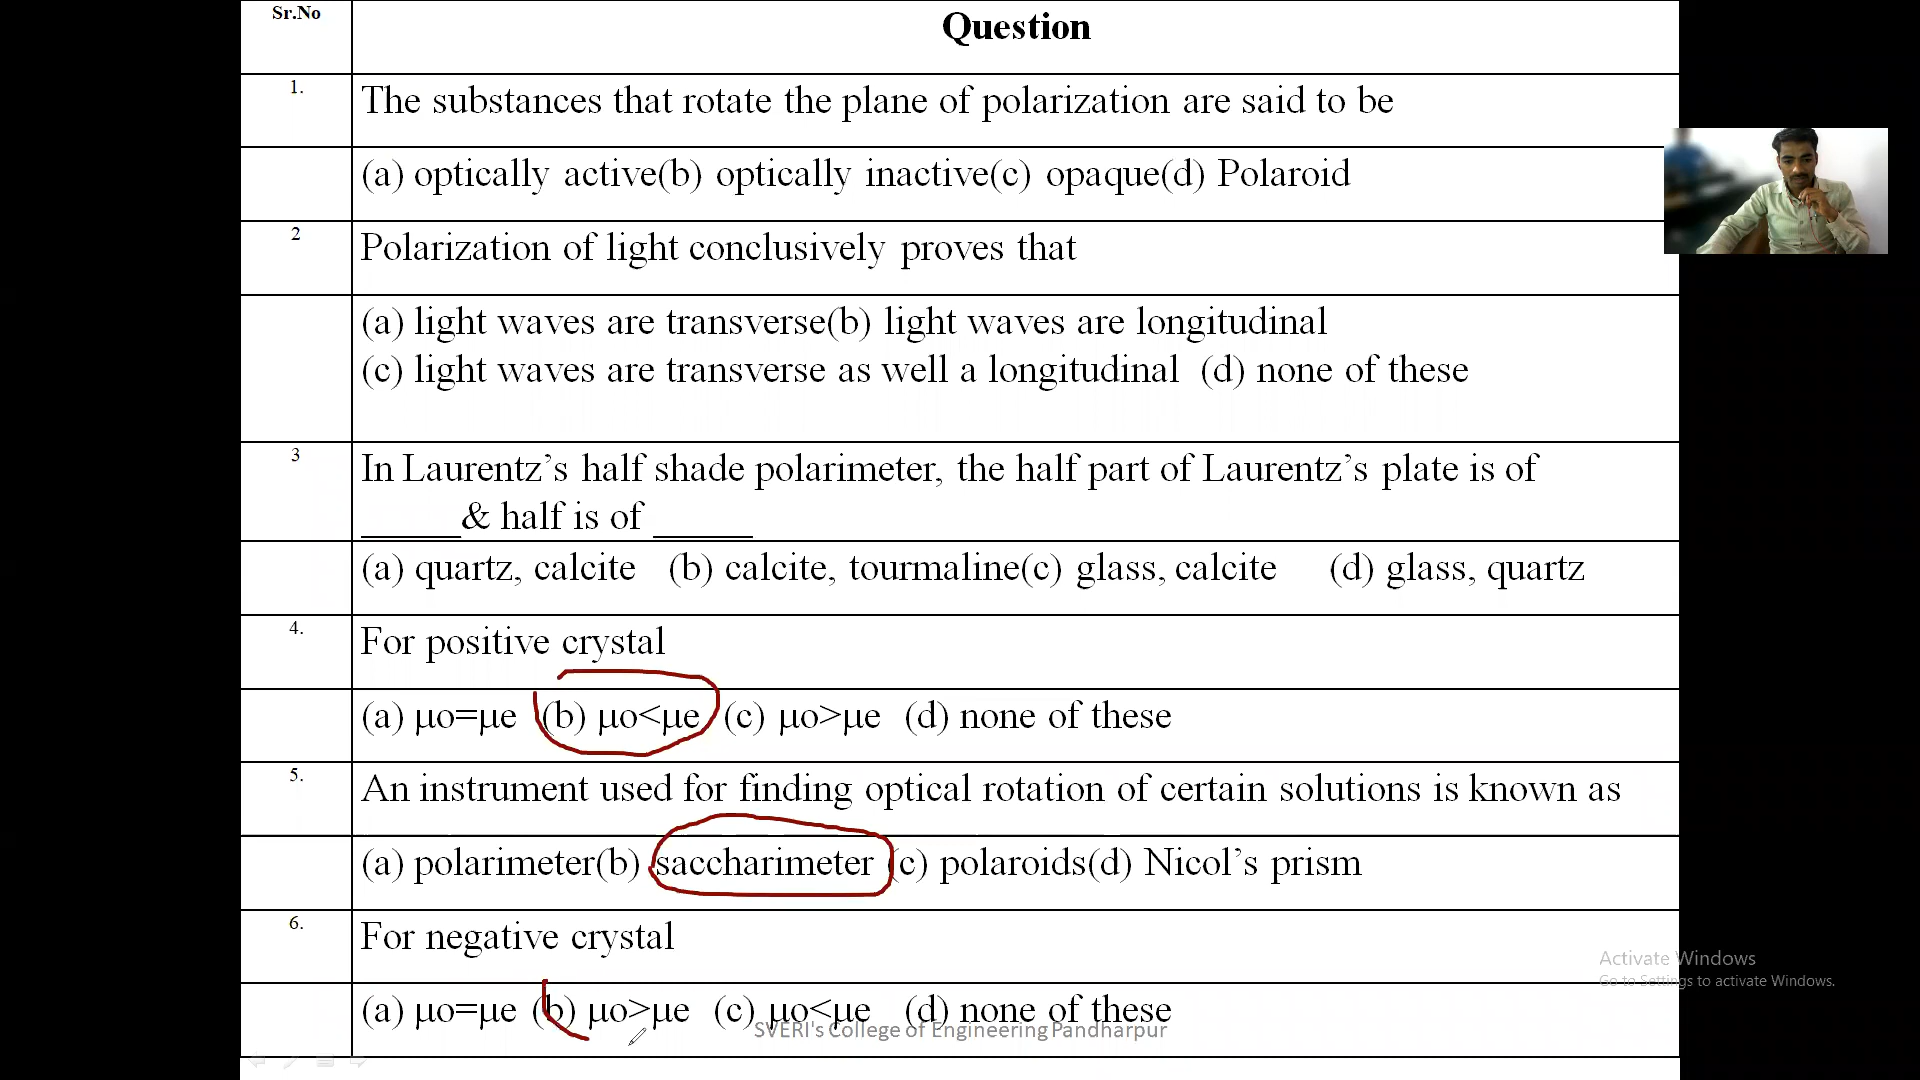 Sr.No
Question
1.
The substances that rotate the plane of polarization are said to be
(a) optically active(b) optically inactive(c) opaque(d) Polaroid
2
Polarization of light conclusively proves that
(a) light waves are transverse(b) light waves are longitudinal
(c) light waves are transverse as well a longitudinal (d) none of these
3
In Laurentz’s half shade polarimeter, the half part of Laurentz’s plate is of
_____& half is of _____
(a) quartz, calcite (b) calcite, tourmaline(c) glass, calcite (d) glass, quartz
4.
For positive crystal
(a) μo=μe (b) μo<μe (c) μo>μe (d) none of these
5.
An instrument used for finding optical rotation of certain solutions is known as
(a) polarimeter(b) saccharimeter (c) polaroids(d) Nicol’s prism
6.
For negative crystal
(a) μo=μe (b) μo>μe (c) μo<μe (d) none of these
SVERI's College of Engineering Pandharpur
Activate Windows
Go to Settings to activate Windows.